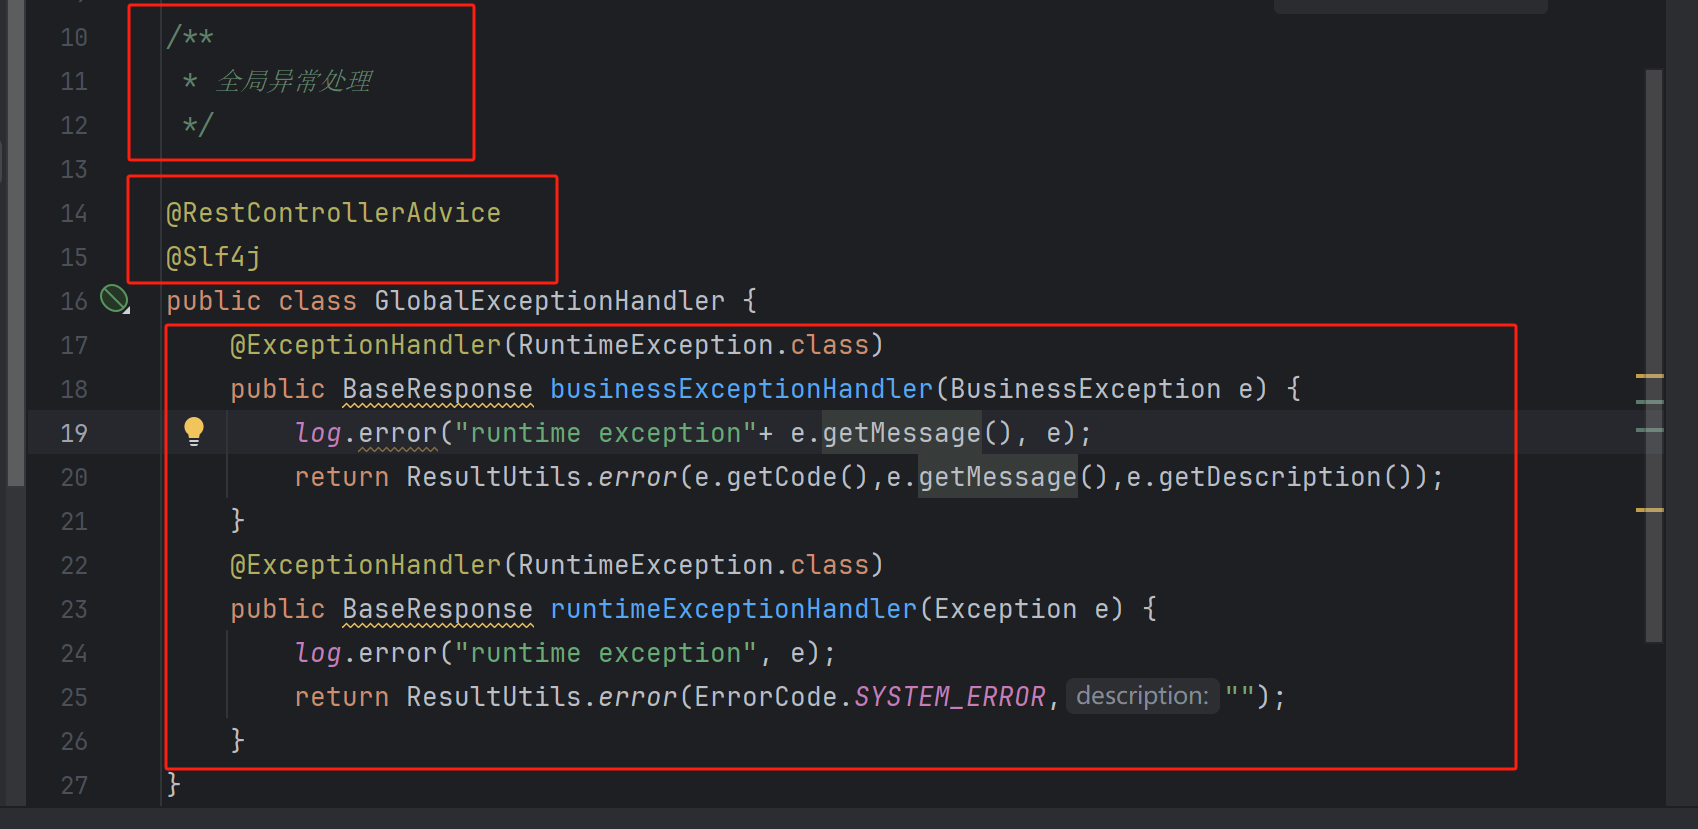 10 /**
11 * 全局异常处理
12 */
13
14 @RestControllerAdvice
15 @Slf4j
16 public class GlobalExceptionHandler {
17 @ExceptionHandler(RuntimeException.class)
18 public BaseResponse businessExceptionHandler(BusinessException e) {
19 log.error("runtime exception"+ e.getMessage(), e);
20 return ResultUtils.error(e.getCode(),e.getMessage(),e.getDescription());
21 }
22 @ExceptionHandler(RuntimeException.class)
23 public BaseResponse runtimeExceptionHandler(Exception e) {
24 log.error("runtime exception", e);
25 return ResultUtils.error(ErrorCode.SYSTEM_ERROR, description: "");
26 }
27 }